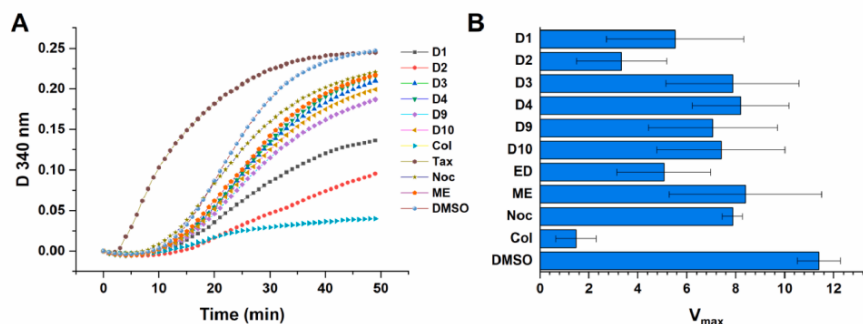 A
D 340 nm
0.25
0.20
0.15
0.10
0.05
0.00
0
10
20
30
40
50
Time (min)
D1
D2
D3
D4
D9
D10
Col
Tax
Noc
ME
DMSO
B
D1
D2
D3
D4
D9
D10
ED
ME
Noc
Col
DMSO
0
2
4
6
8
10
12
Vmax